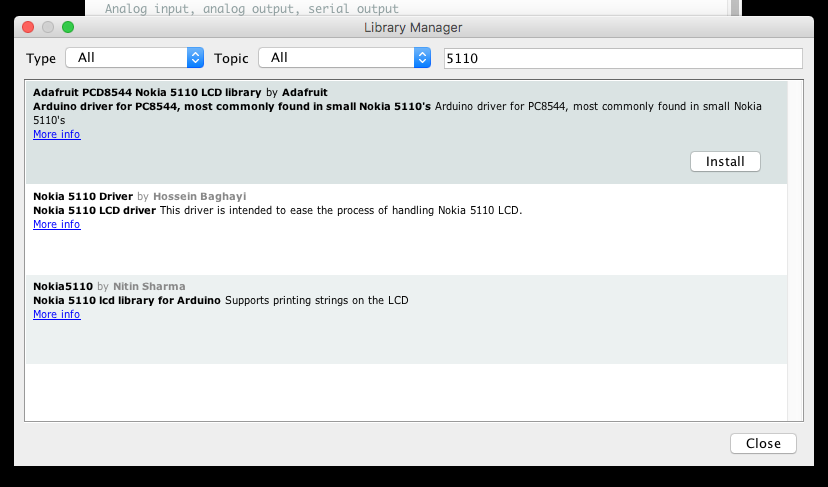 Analog input, analog output, serial output
Library Manager
Type All Topic All 5110
Adafruit PCD8544 Nokia 5110 LCD library by Adafruit
Arduino driver for PC8544, most commonly found in small Nokia 5110's Arduino driver for PC8544, most commonly found in small Nokia
5110's
More info
Install
Nokia 5110 Driver by Hossein Baghayi
Nokia 5110 LCD driver This driver is intended to ease the process of handling Nokia 5110 LCD.
More info
Nokia5110 by Nitin Sharma
Nokia 5110 lcd library for Arduino Supports printing strings on the LCD
More info
Close